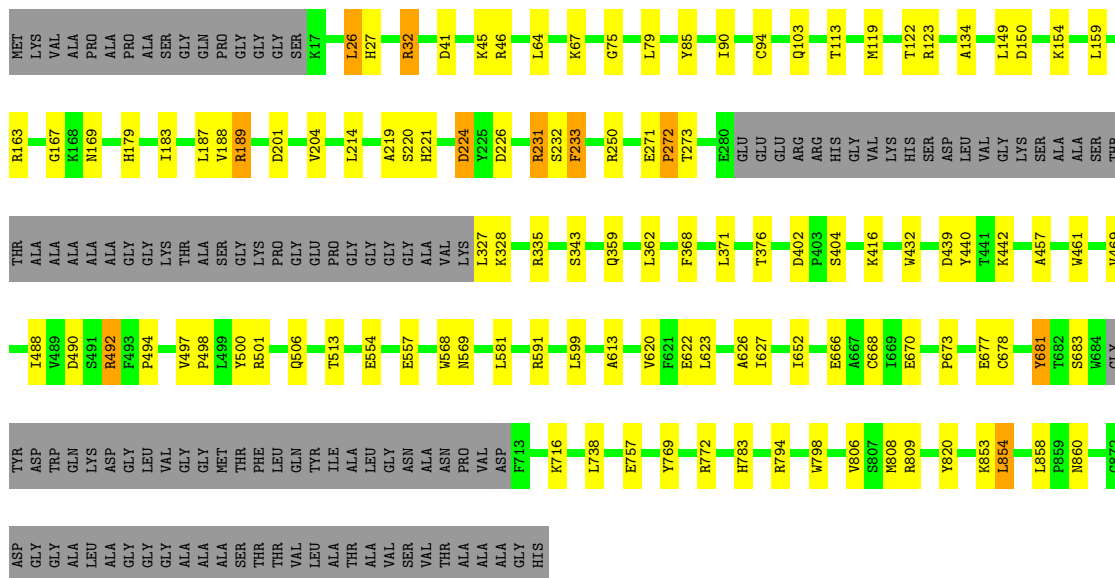 MET LYS VAL ALA PRO ALA PRO ALA SER GLY GLN PRO GLY GLY GLY SER K17 L26 H27 R32 D41 K45 R46 L64 K67 G75 L79 Y85 I90 C94 Q103 T113 M119 T122 R123 A134 L149 D150 K154 L159
R163 G167 K168 N169 H179 I183 L187 V188 R189 D201 V204 L214 A219 S220 H221 D224 Y225 D226 R231 S232 F233 R250 E271 P272 T273 E280 GLU GLU GLU ARG ARG HIS GLY VAL LYS HIS SER ASP LEU VAL GLY LYS SER ALA ALA SER THR
THR ALA ALA ALA ALA ALA GLY GLY LYS THR ALA SER GLY LYS PRO GLY GLU PRO GLY GLY GLY GLY ALA VAL LYS L327 K328 R335 S343 Q359 L362 F368 L371 T376 D402 P403 S404 K416 W432 D439 Y440 T441 K442 A457 W461 V469
I488 V489 D490 S491 R492 F493 P494 V497 P498 L499 Y500 R501 Q506 T513 E554 E557 W568 N569 L581 R591 L599 A613 V620 F621 E622 L623 A626 I627 I652 E666 A667 C668 I669 E670 P673 E677 C678 Y681 T682 S683 W684 GLY
TYR ASP TRP GLN LYS ASP GLY LEU VAL GLY GLY MET THR PHE LEU GLN TYR ILE ALA LEU GLY ASN ALA ASN PRO VAL ASP F713 K716 L738 E757 Y769 R772 H783 R794 W798 V806 S807 M808 R809 Y820 K853 L854 L858 P859 N860 G872
ASP GLY GLY ALA LEU ALA GLY GLY GLY ALA ALA ALA SER THR THR VAL LEU ALA THR ALA VAL SER VAL THR ALA ALA ALA GLY HIS